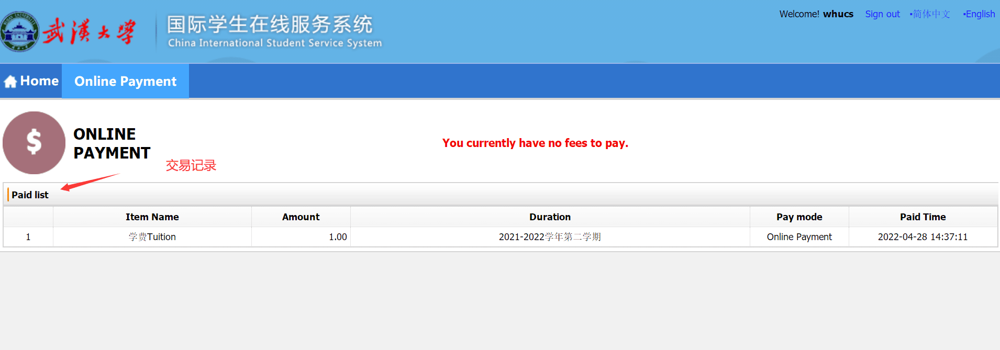 武漢大學
国际学生在线服务系统
China International Student Service System
Welcome! whucs Sign out •简体中文 •English
Home Online Payment
$
ONLINE
PAYMENT
You currently have no fees to pay.
交易记录
Paid list
Item Name Amount Duration Pay mode Paid Time
1 学费Tuition 1.00 2021-2022学年第二学期 Online Payment 2022-04-28 14:37:11